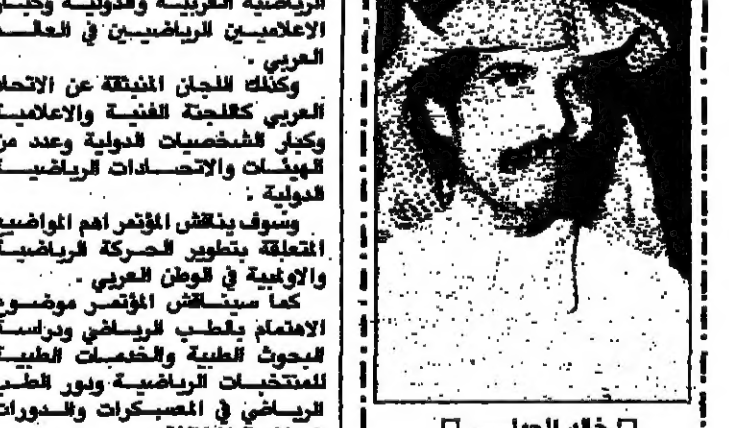 الرياضية العربية والدولية وكبار
الاعلاميين الرياضيين في العالم
العربي .
وكذلك اللجان المنبثقة عن الاتحاد
العربي كاللجنة الفنية والاعلامية
وكبار الشخصيات الدولية وعدد من
الهيئات والاتحادات الرياضية
الدولية .
وسوف يناقش المؤتمر اهم المواضيع
المتعلقة بتطوير الحركة الرياضية
والاولمبية في الوطن العربي .
كما سيناقش المؤتمر موضوع
الاهتمام بالطب الرياضي ودراسة
البحوث الطبية والخدمات الطبية
للمنتخبات الرياضية ودور الطب
الرياضي في المعسكرات والدورات
□ خالد □